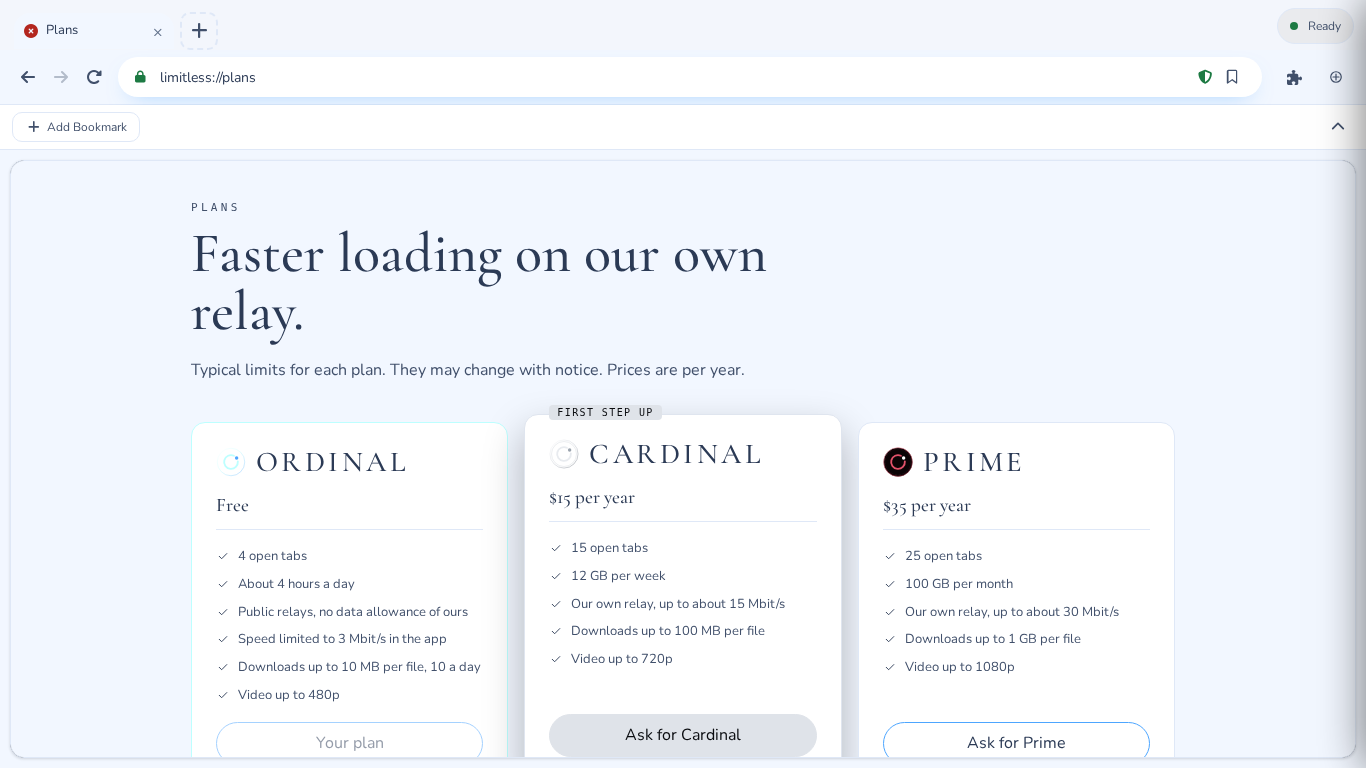 Plans
Ready
limitless://plans
Add Bookmark
PLANS
Faster loading on our own
relay.
Typical limits for each plan. They may change with notice. Prices are per year.
ORDINAL
Free
4 open tabs
About 4 hours a day
Public relays, no data allowance of ours
Speed limited to 3 Mbit/s in the app
Downloads up to 10 MB per file, 10 a day
Video up to 480p
Your plan
FIRST STEP UP
CARDINAL
$15 per year
15 open tabs
12 GB per week
Our own relay, up to about 15 Mbit/s
Downloads up to 100 MB per file
Video up to 720p
Ask for Cardinal
PRIME
$35 per year
25 open tabs
100 GB per month
Our own relay, up to about 30 Mbit/s
Downloads up to 1 GB per file
Video up to 1080p
Ask for Prime